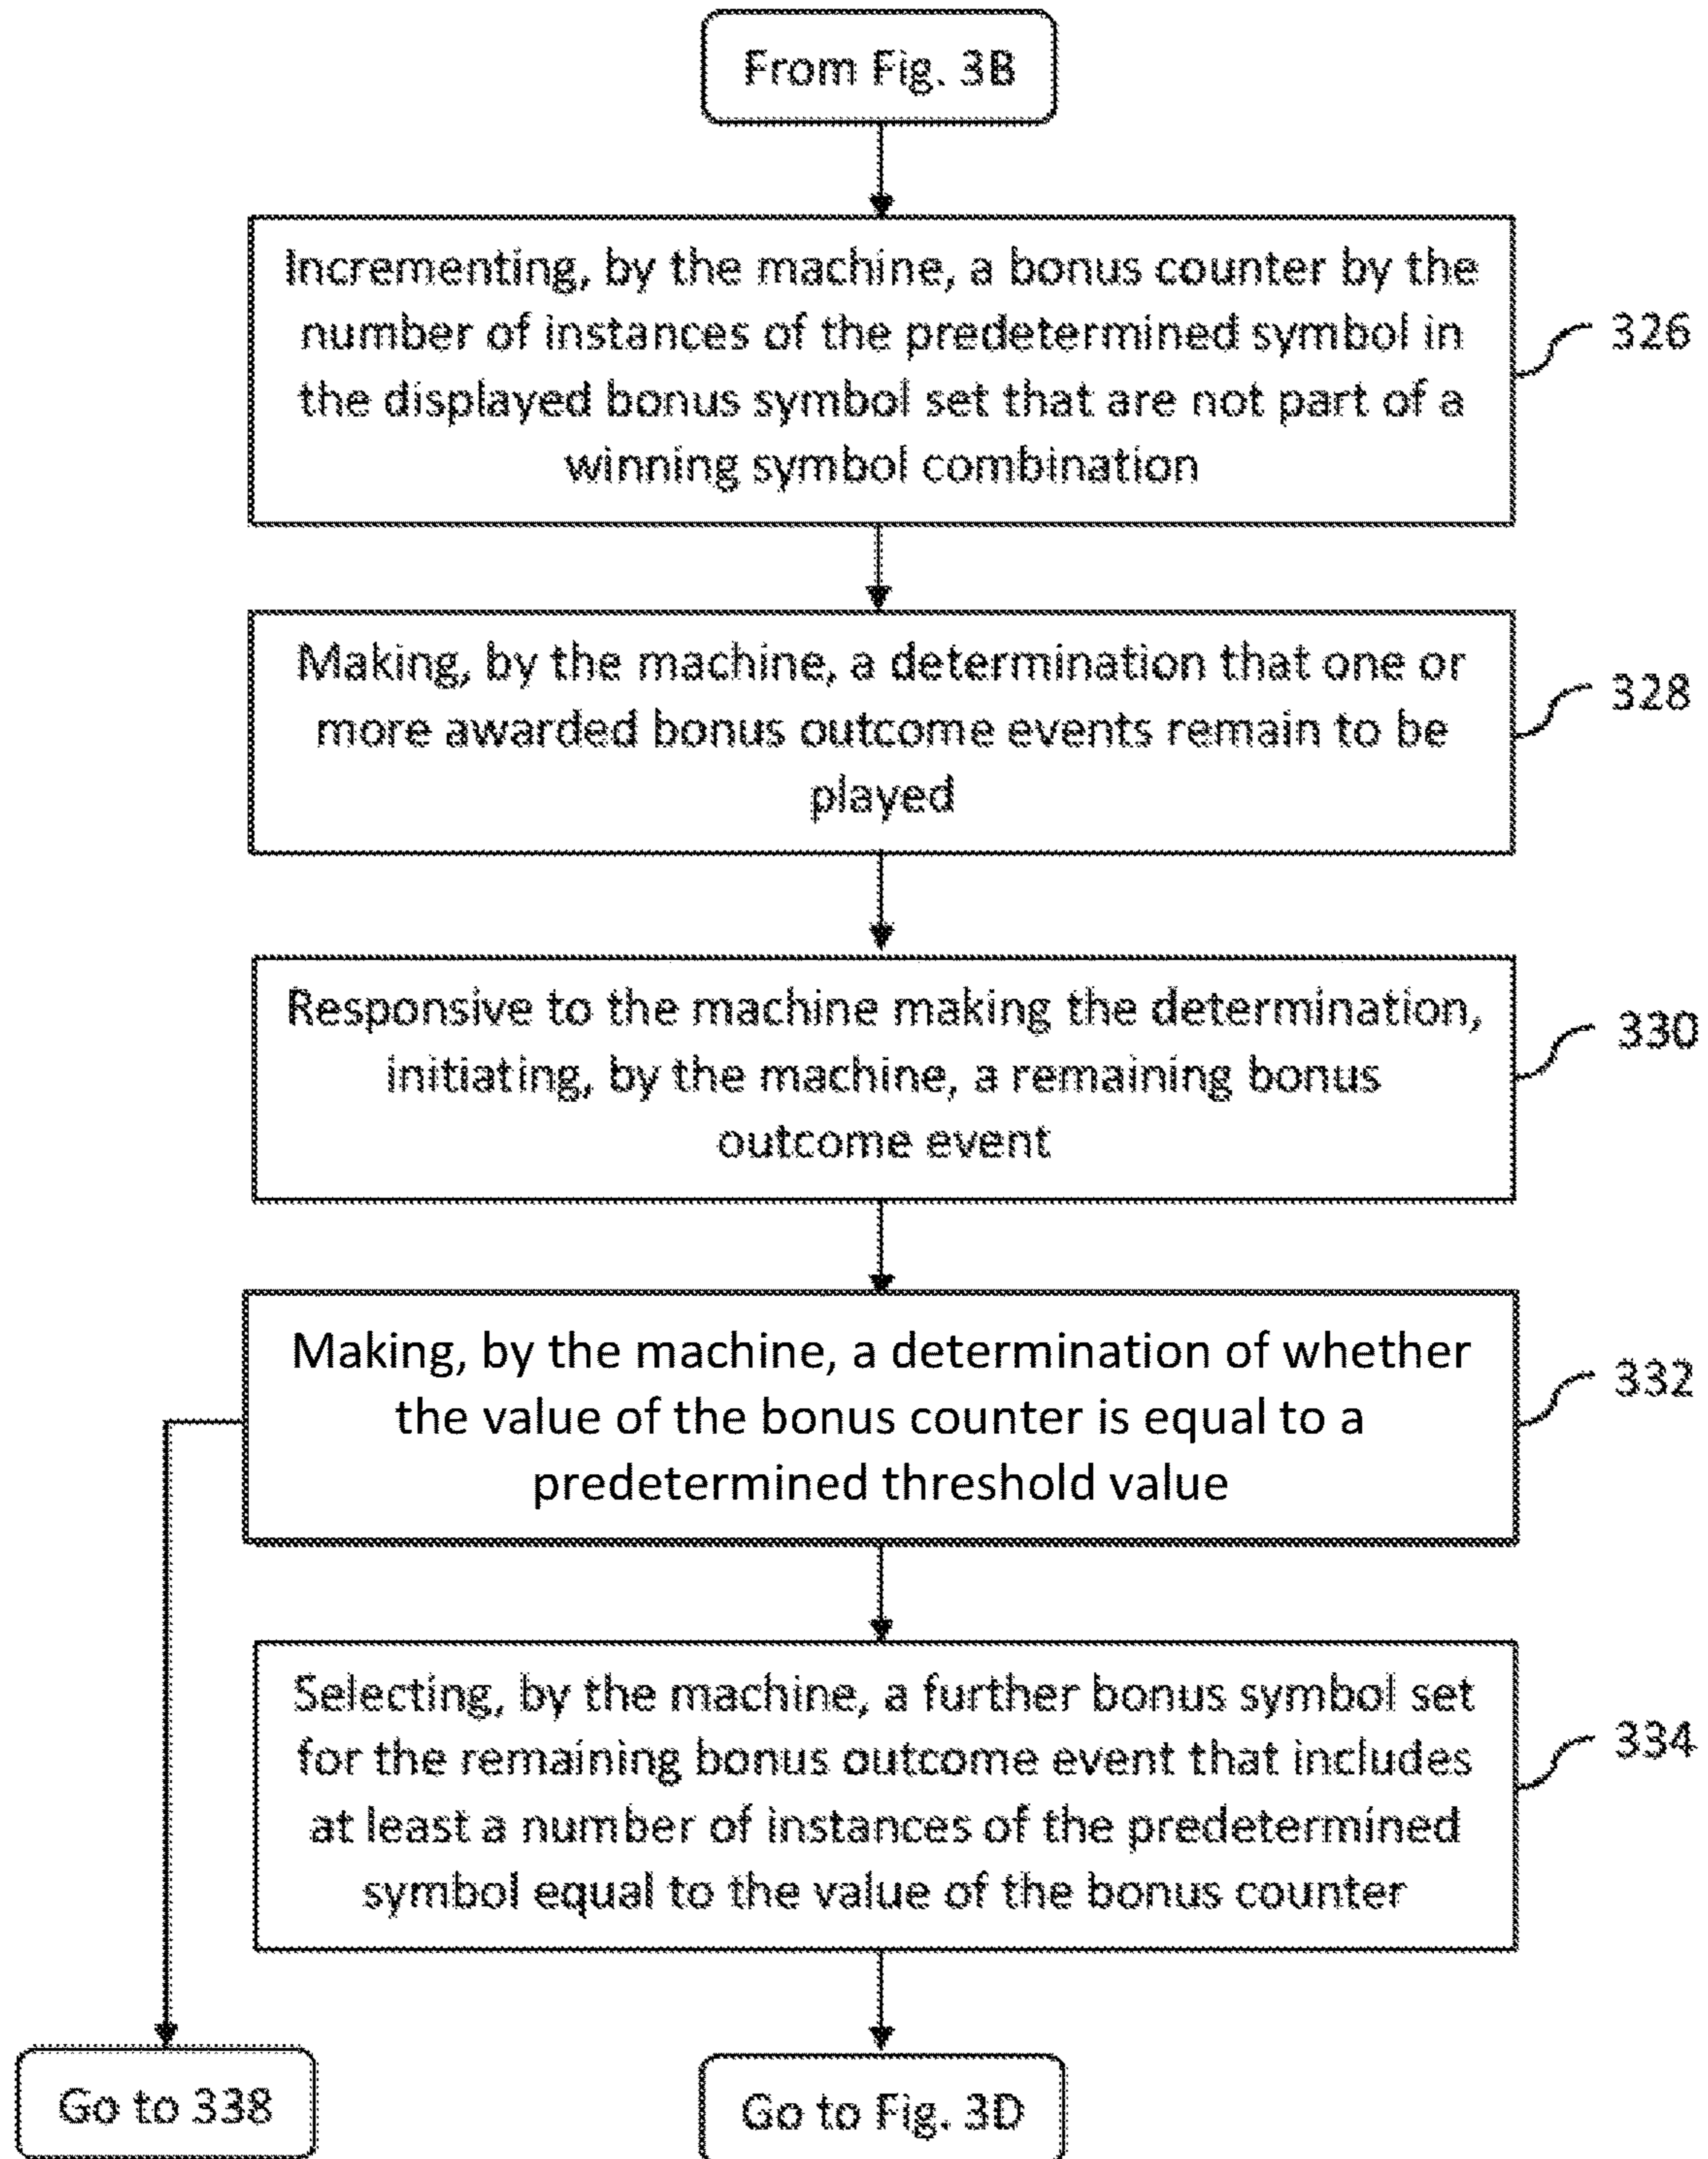 From Fig. 3B
Incrementing, by the machine, a bonus counter by the
number of instances of the predetermined symbol in
the displayed bonus symbol set that are not part of a
winning symbol combination
326
Making, by the machine, a determination that one or
more awarded bonus outcome events remain to be
played
328
Responsive to the machine making the determination,
initiating, by the machine, a remaining bonus
outcome event
330
Making, by the machine, a determination of whether
the value of the bonus counter is equal to a
predetermined threshold value
332
Selecting, by the machine, a further bonus symbol set
for the remaining bonus outcome event that includes
at least a number of instances of the predetermined
symbol equal to the value of the bonus counter
334
Go to 338
Go to Fig. 3D